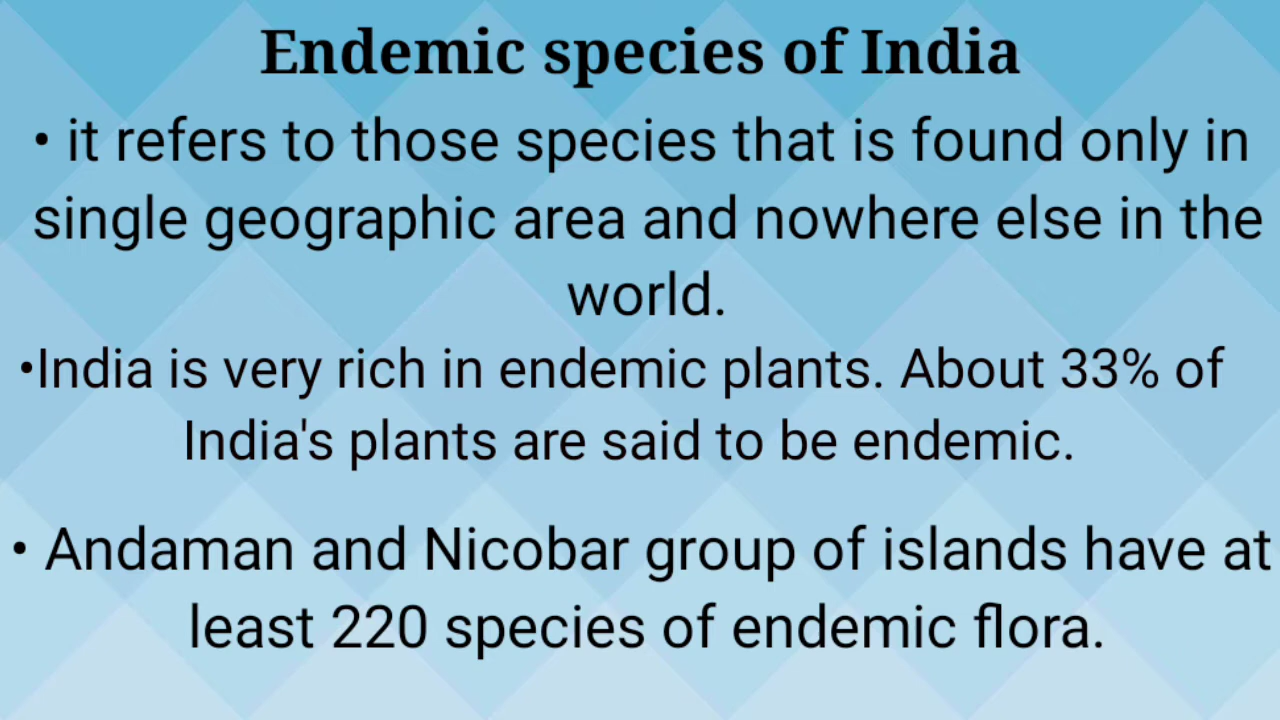 Endemic species of India
• it refers to those species that is found only in
single geographic area and nowhere else in the
world.
•India is very rich in endemic plants. About 33% of
India's plants are said to be endemic.
• Andaman and Nicobar group of islands have at
least 220 species of endemic flora.